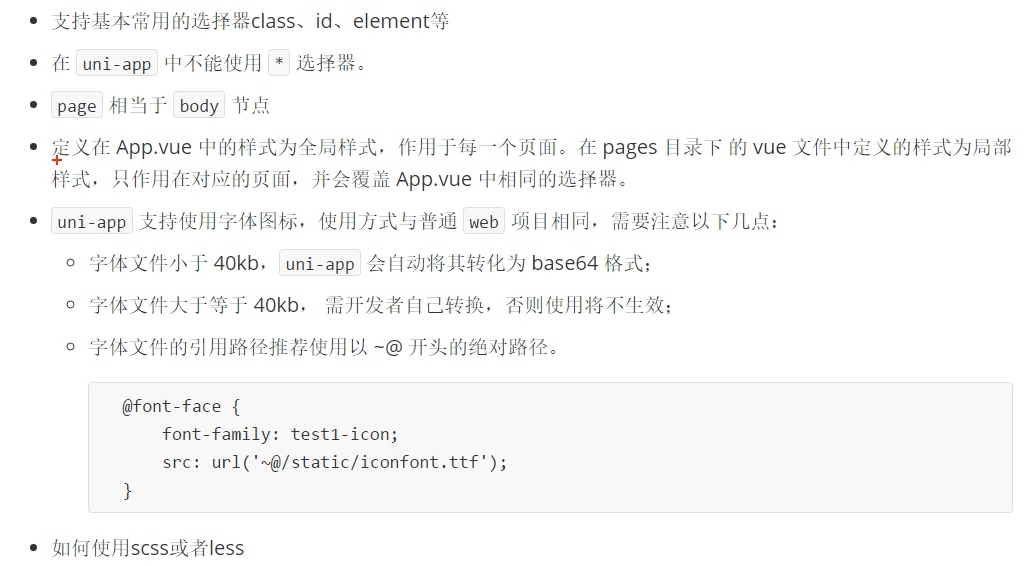 支持基本常用的选择器class、id、element等
在 uni-app 中不能使用 * 选择器。
page 相当于 body 节点
定义在 App.vue 中的样式为全局样式，作用于每一个页面。在 pages 目录下 的 vue 文件中定义的样式为局部
样式，只作用在对应的页面，并会覆盖 App.vue 中相同的选择器。
uni-app 支持使用字体图标，使用方式与普通 web 项目相同，需要注意以下几点：
字体文件小于 40kb，uni-app 会自动将其转化为 base64 格式；
字体文件大于等于 40kb， 需开发者自己转换，否则使用将不生效；
字体文件的引用路径推荐使用以 ~@ 开头的绝对路径。
@font-face {
font-family: test1-icon;
src: url('~@/static/iconfont.ttf');
}
如何使用scss或者less